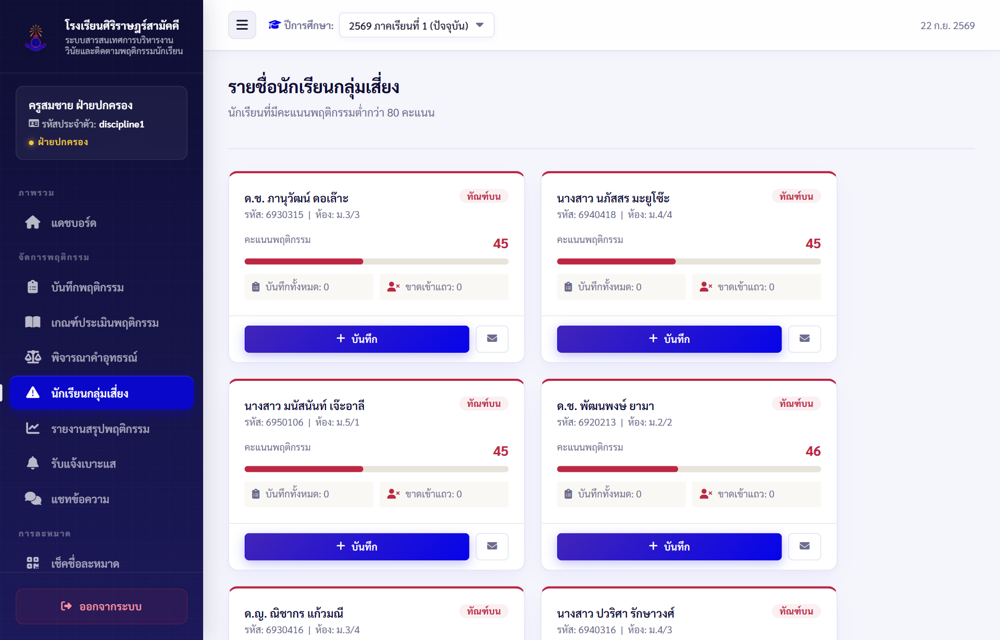 โรงเรียนศิริราษฎร์สามัคคี
ระบบสารสนเทศการบริหารงาน
วินัยและติดตามพฤติกรรมนักเรียน
ครูสมชาย ฝ่ายปกครอง
รหัสประจำตัว: discipline1
ฝ่ายปกครอง
ภาพรวม
แดชบอร์ด
จัดการพฤติกรรม
บันทึกพฤติกรรม
เกณฑ์ประเมินพฤติกรรม
พิจารณาคำอุทธรณ์
นักเรียนกลุ่มเสี่ยง
รายงานสรุปพฤติกรรม
รับแจ้งเบาะแส
แชทข้อความ
การละหมาด
เช็คชื่อละหมาด
ออกจากระบบ
ปีการศึกษา: 2569 ภาคเรียนที่ 1 (ปัจจุบัน)
22 ก.ย. 2569
รายชื่อนักเรียนกลุ่มเสี่ยง
นักเรียนที่มีคะแนนพฤติกรรมต่ำกว่า 80 คะแนน
ด.ช. ภานุวัฒน์ ดอเล๊าะ ทัณฑ์บน
รหัส: 6930315 | ห้อง: ม.3/3
คะแนนพฤติกรรม 45
บันทึกทั้งหมด: 0 ขาดเข้าแถว: 0
บันทึก
นางสาว นภัสสร มะยูโซ๊ะ ทัณฑ์บน
รหัส: 6940418 | ห้อง: ม.4/4
คะแนนพฤติกรรม 45
บันทึกทั้งหมด: 0 ขาดเข้าแถว: 0
บันทึก
นางสาว มนัสนันท์ เจ๊ะอาลี ทัณฑ์บน
รหัส: 6950106 | ห้อง: ม.5/1
คะแนนพฤติกรรม 45
บันทึกทั้งหมด: 0 ขาดเข้าแถว: 0
บันทึก
ด.ช. พัฒนพงษ์ ยามา ทัณฑ์บน
รหัส: 6920213 | ห้อง: ม.2/2
คะแนนพฤติกรรม 46
บันทึกทั้งหมด: 0 ขาดเข้าแถว: 0
บันทึก
ด.ญ. ณิชากร แก้วมณี ทัณฑ์บน
รหัส: 6930416 | ห้อง: ม.3/4
นางสาว ปวริศา รักษาวงศ์ ทัณฑ์บน
รหัส: 6940316 | ห้อง: ม.4/3